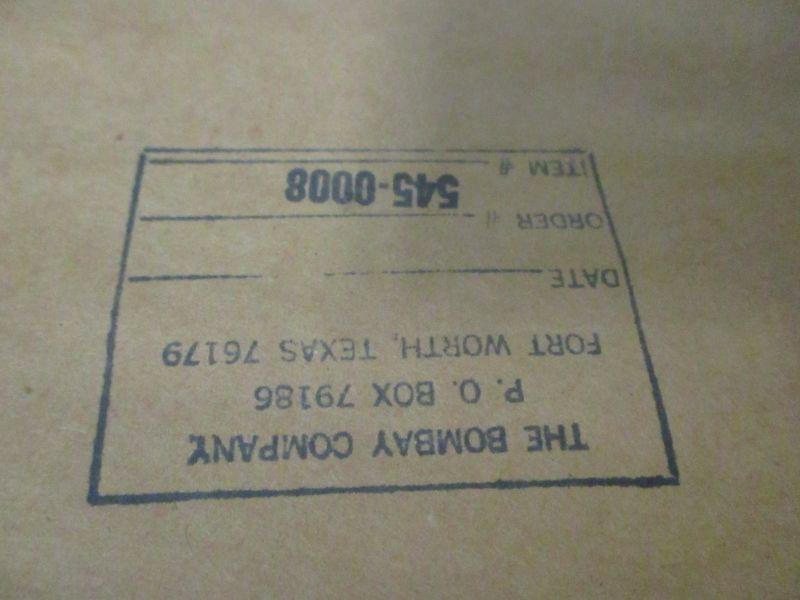 THE BOMBAY COMPANY
P. O. BOX 79186
FORT WORTH, TEXAS 76179
DATE
ORDER #
545-0008
ITEM #